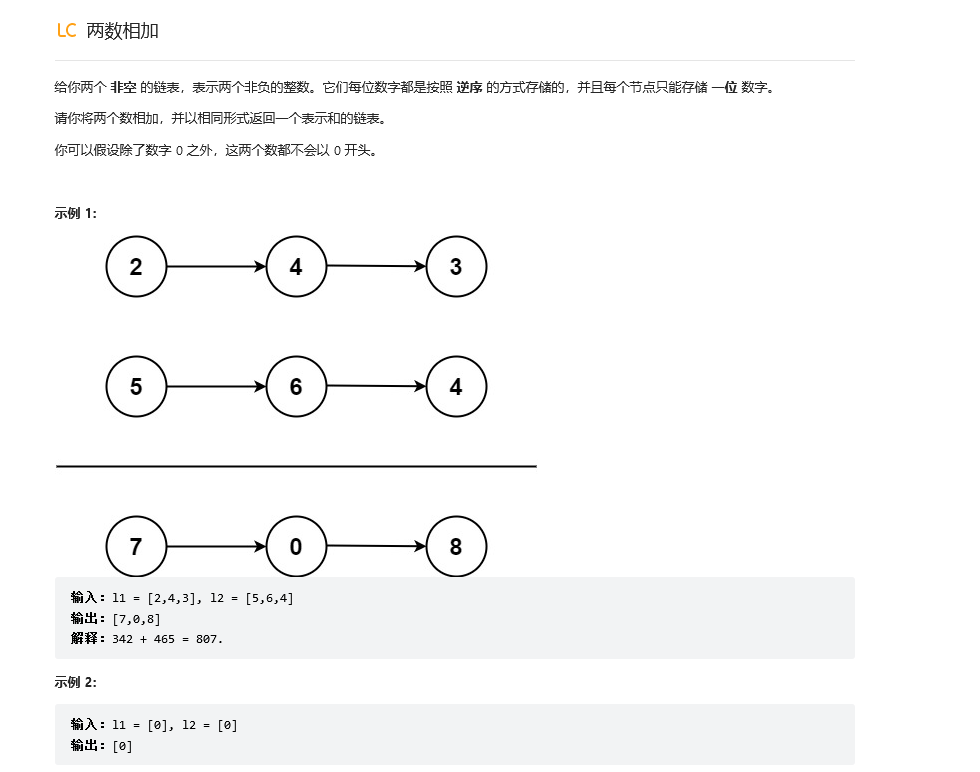 LC 两数相加
给你两个 非空 的链表，表示两个非负的整数。它们每位数字都是按照 逆序 的方式存储的，并且每个节点只能存储 一位 数字。
请你将两个数相加，并以相同形式返回一个表示和的链表。
你可以假设除了数字 0 之外，这两个数都不会以 0 开头。
示例 1:
2 4 3
5 6 4
7 0 8
输入：l1 = [2,4,3], l2 = [5,6,4]
输出：[7,0,8]
解释：342 + 465 = 807.
示例 2:
输入：l1 = [0], l2 = [0]
输出：[0]